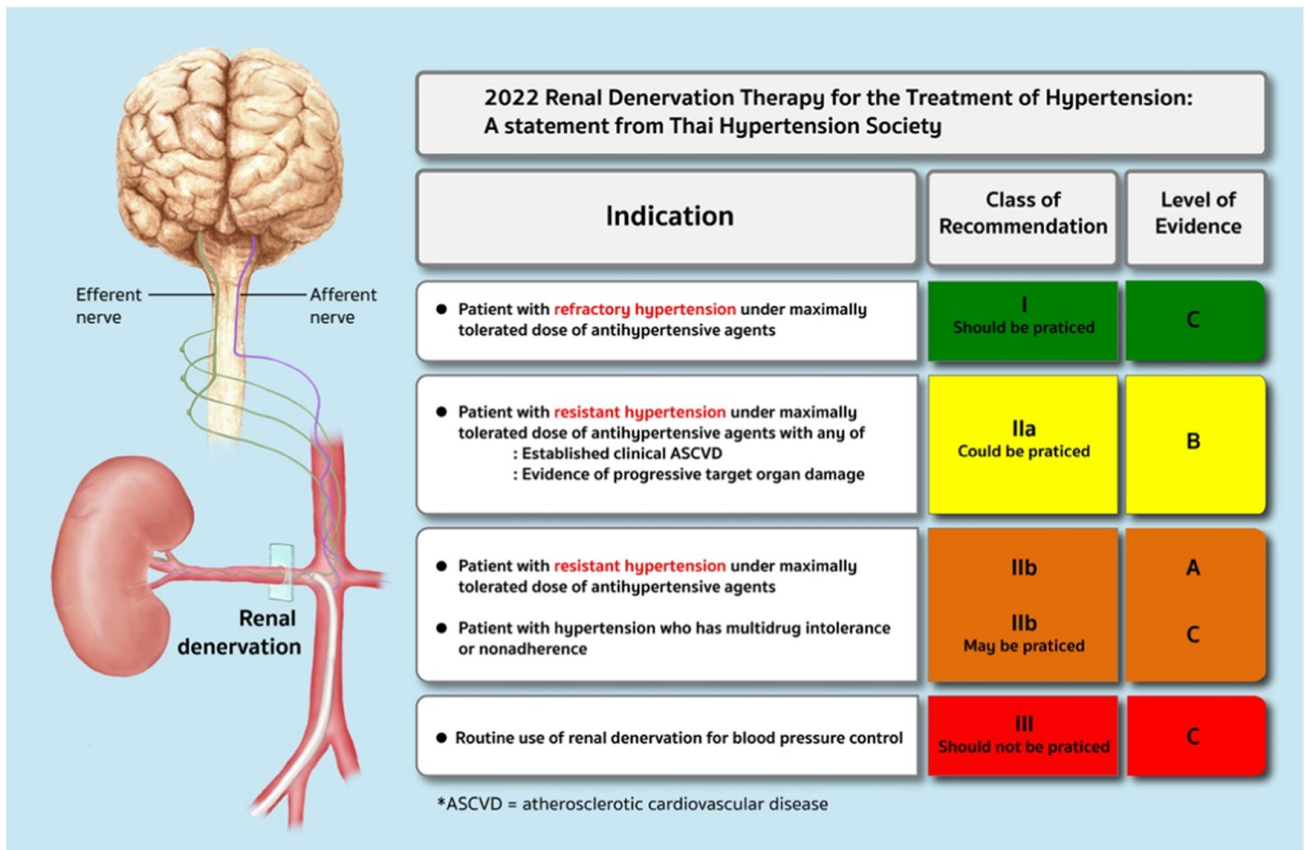 2022 Renal Denervation Therapy for the Treatment of Hypertension:
A statement from Thai Hypertension Society
Indication
Class of
Recommendation
Level of
Evidence
Efferent
nerve
Afferent
nerve
● Patient with refractory hypertension under maximally
tolerated dose of antihypertensive agents
I
Should be praticed
C
● Patient with resistant hypertension under maximally
tolerated dose of antihypertensive agents with any of
: Established clinical ASCVD
: Evidence of progressive target organ damage
IIa
Could be praticed
B
● Patient with resistant hypertension under maximally
tolerated dose of antihypertensive agents
IIb
A
● Patient with hypertension who has multidrug intolerance
or nonadherence
IIb
May be praticed
C
Renal
denervation
● Routine use of renal denervation for blood pressure control
III
Should not be praticed
C
*ASCVD = atherosclerotic cardiovascular disease